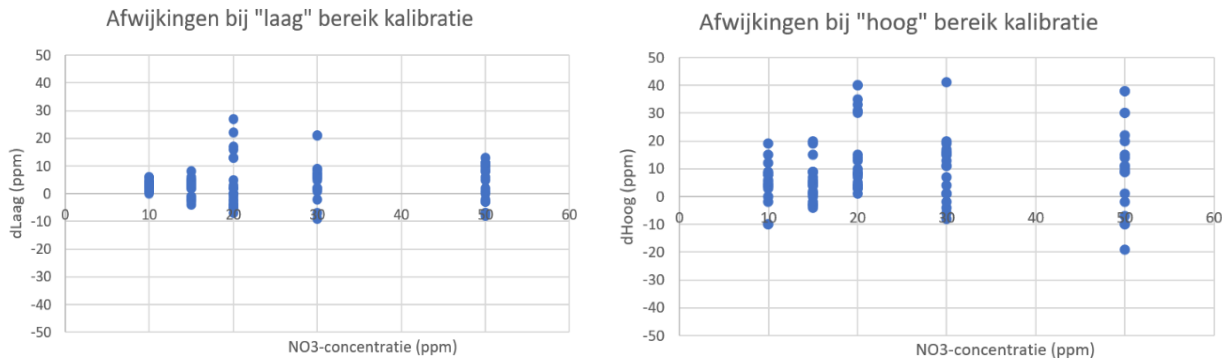 Afwijkingen bij "laag" bereik kalibratie
50
40
30
20
10
0
-10
-20
-30
-40
-50
0 10 20 30 40 50 60
dLaag (ppm)
NO3-concentratie (ppm)
Afwijkingen bij "hoog" bereik kalibratie
50
40
30
20
10
0
-10
-20
-30
-40
-50
0 10 20 30 40 50 60
dHoog (ppm)
NO3-concentratie (ppm)